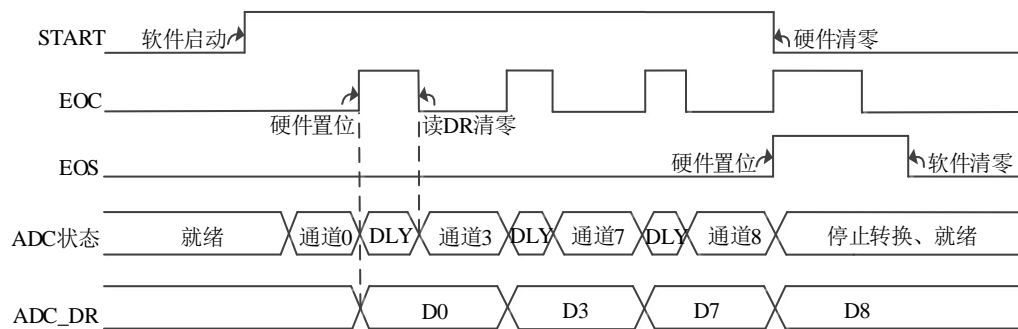 START 软件启动 硬件清零
EOC
硬件置位 读DR清零
EOS 硬件置位 软件清零
ADC状态 就绪 通道0 DLY 通道3 DLY 通道7 DLY 通道8 停止转换、就绪
ADC_DR D0 D3 D7 D8